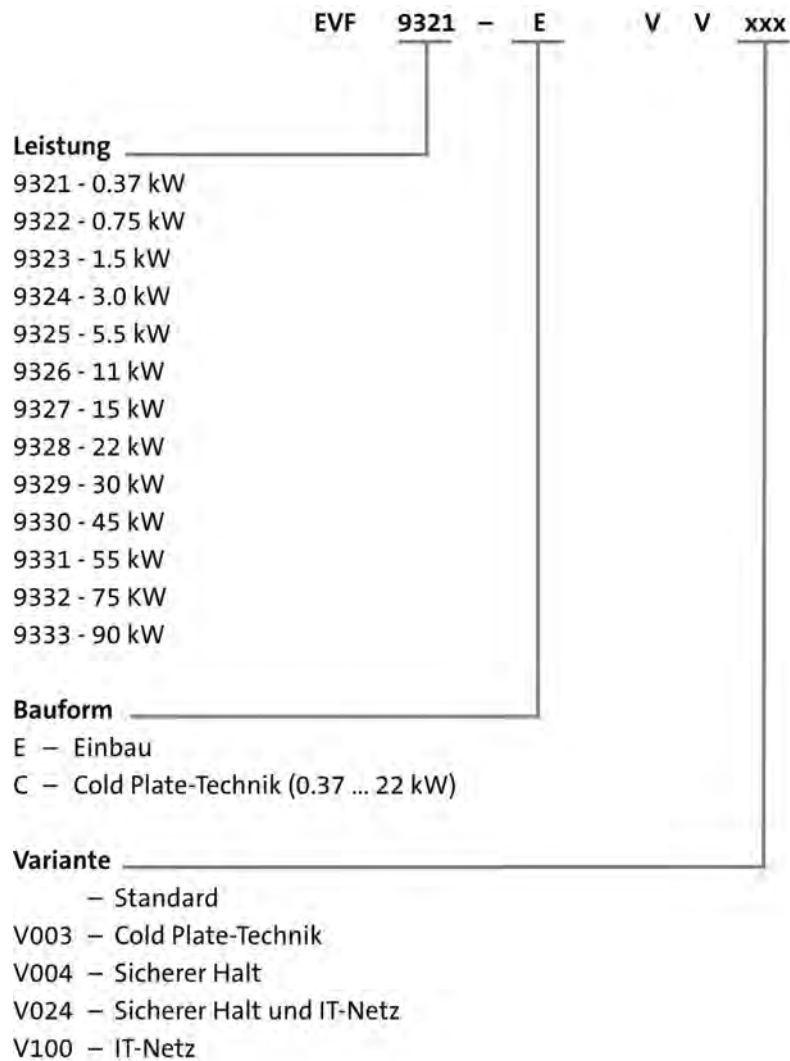 EVF 9321 – E V V xxx
Leistung
9321 - 0.37 kW
9322 - 0.75 kW
9323 - 1.5 kW
9324 - 3.0 kW
9325 - 5.5 kW
9326 - 11 kW
9327 - 15 kW
9328 - 22 kW
9329 - 30 kW
9330 - 45 kW
9331 - 55 kW
9332 - 75 KW
9333 - 90 kW
Bauform
E – Einbau
C – Cold Plate-Technik (0.37 ... 22 kW)
Variante
– Standard
V003 – Cold Plate-Technik
V004 – Sicherer Halt
V024 – Sicherer Halt und IT-Netz
V100 – IT-Netz